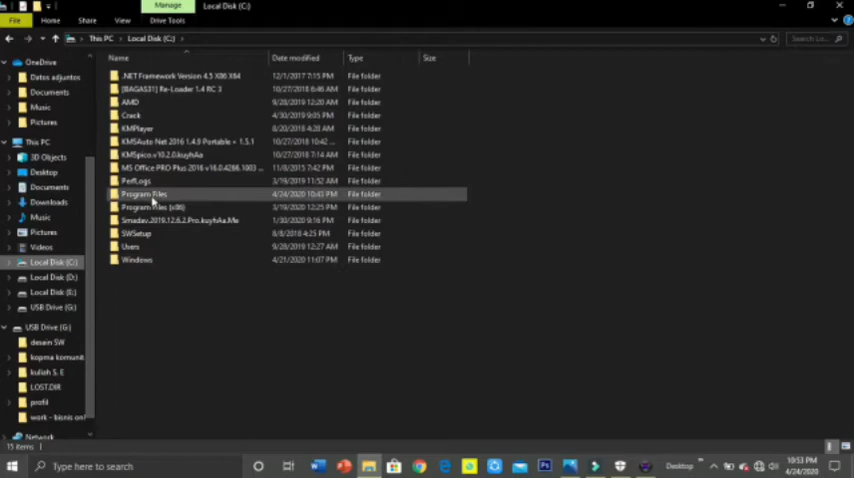 Manage
Local Disk (C:)
File
Home
Share
View
Drive Tools
This PC
Local Disk (C:)
Search Lo...
Name
Date modified
Type
Size
OneDrive
Datos adjuntos
Documents
Music
Pictures
This PC
3D Objects
Desktop
Documents
Downloads
Music
Pictures
Videos
Local Disk (C:)
Local Disk (D:)
Local Disk (E:)
USB Drive (G:)
USB Drive (G:)
desain SW
kopma komunit
kuliah S. E
LOST.DIR
profil
work - bisnis onl
Network
.NET Framework Version 4.5 X86 X64 12/1/2017 7:15 PM File folder
[BAGAS31] Re-Loader 1.4 RC 3 10/27/2018 6:46 AM File folder
AMD 9/28/2019 12:20 AM File folder
Crack 4/30/2019 9:05 PM File folder
KMPlayer 8/20/2018 4:28 AM File folder
KMSAuto Net 2016 1.4.9 Portable + 1.5.1 10/27/2018 10:42 ... File folder
KMSpico.v10.2.0.kuyhAa 10/27/2018 7:14 AM File folder
MS Office PRO Plus 2016 v16.0.4266.1003 ... 11/8/2015 7:42 PM File folder
PerfLogs 3/19/2019 11:52 AM File folder
Program Files 4/24/2020 10:43 PM File folder
Program Files (x86) 3/19/2020 12:25 PM File folder
Smadav.2019.12.6.2.Pro.kuyhAa.Me 1/30/2020 9:16 PM File folder
SWSetup 8/8/2018 4:25 PM File folder
Users 9/28/2019 12:27 AM File folder
Windows 4/21/2020 11:07 PM File folder
15 items
Type here to search
Desktop
10:53 PM
4/24/2020